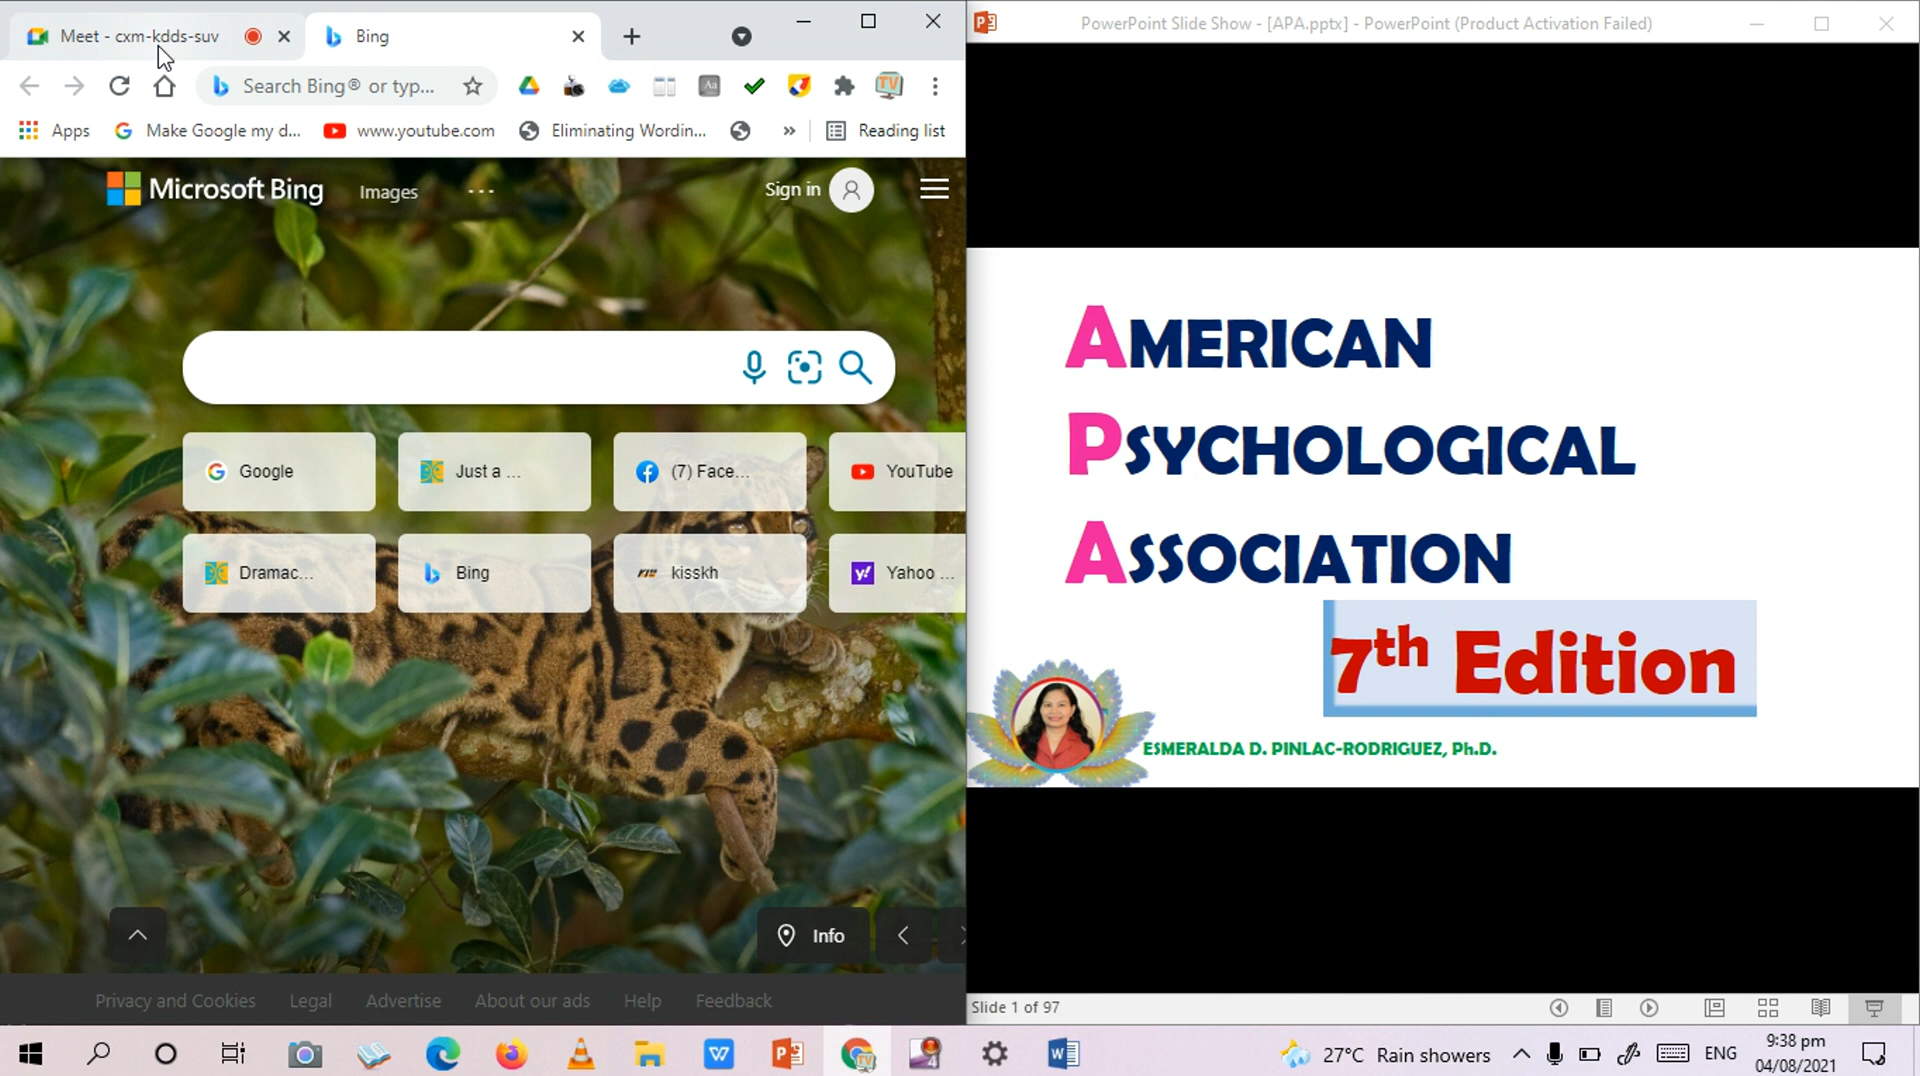 Meet - cxm-kdds-suv
Bing
Search Bing® or typ...
Apps
Make Google my d...
www.youtube.com
Eliminating Wordin...
»
Reading list
Microsoft Bing
Images
...
Sign in
Google
Just a ...
(7) Face...
YouTube
Dramac...
Bing
kisskh
Yahoo ...
Info
Privacy and Cookies
Legal
Advertise
About our ads
Help
Feedback
PowerPoint Slide Show - [APA.pptx] - PowerPoint (Product Activation Failed)
AMERICAN
PSYCHOLOGICAL
ASSOCIATION
7th Edition
ESMERALDA D. PINLAC-RODRIGUEZ, Ph.D.
Slide 1 of 97
27°C Rain showers
ENG
9:38 pm
04/08/2021